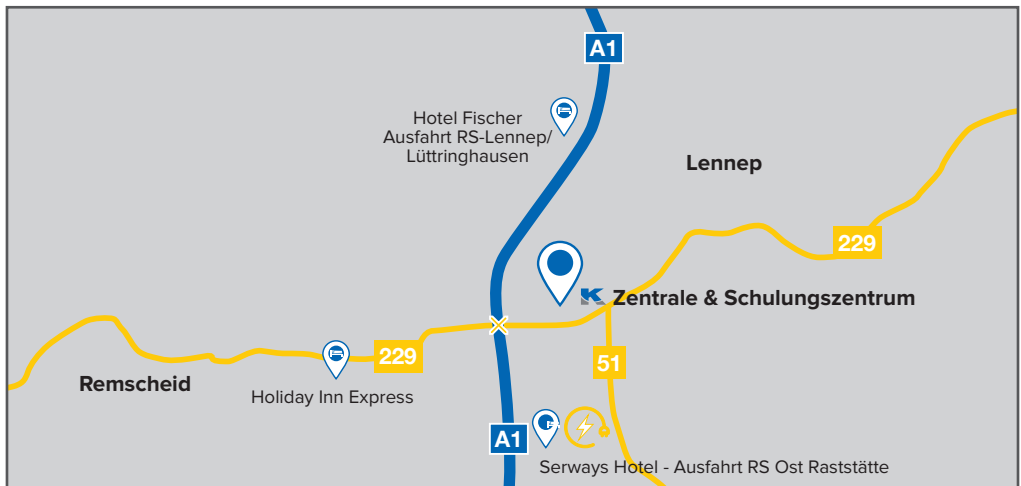 A1
Hotel Fischer
Ausfahrt RS-Lennep/
Lüttringhausen
Lennep
229
K Zentrale & Schulungszentrum
229
51
Remscheid
Holiday Inn Express
A1
Serways Hotel - Ausfahrt RS Ost Raststätte